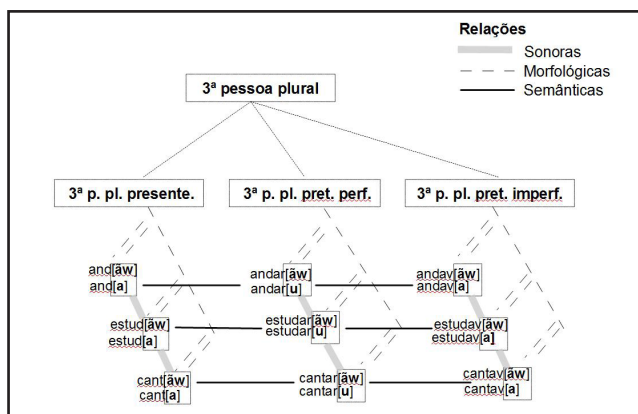 Relações
Sonoras
Morfológicas
Semânticas
3ª pessoa plural
3ª p. pl. presente. 3ª p. pl. pret. perf. 3ª p. pl. pret. imperf.
and[ãw] andar[ãw] andav[ãw]
and[a] andar[u] andav[a]
estud[ãw] estudar[ãw] estudav[ãw]
estud[a] estudar[u] estudav[a]
cant[ãw] cantar[ãw] cantav[ãw]
cant[a] cantar[u] cantav[a]